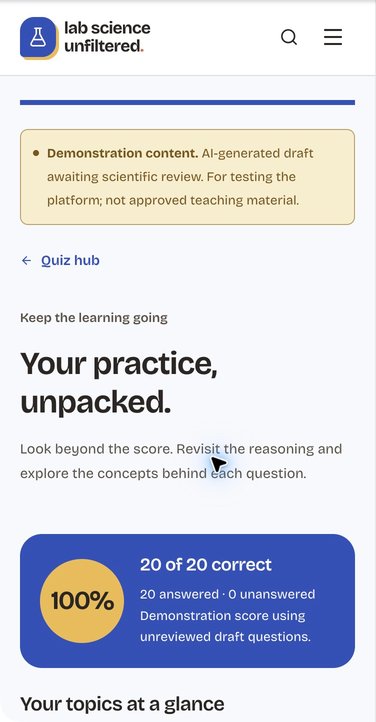 lab science
unfiltered.
Demonstration content. AI-generated draft
awaiting scientific review. For testing the
platform; not approved teaching material.
← Quiz hub
Keep the learning going
Your practice,
unpacked.
Look beyond the score. Revisit the reasoning and
explore the concepts behind each question.
100%
20 of 20 correct
20 answered · 0 unanswered
Demonstration score using
unreviewed draft questions.
Your topics at a glance